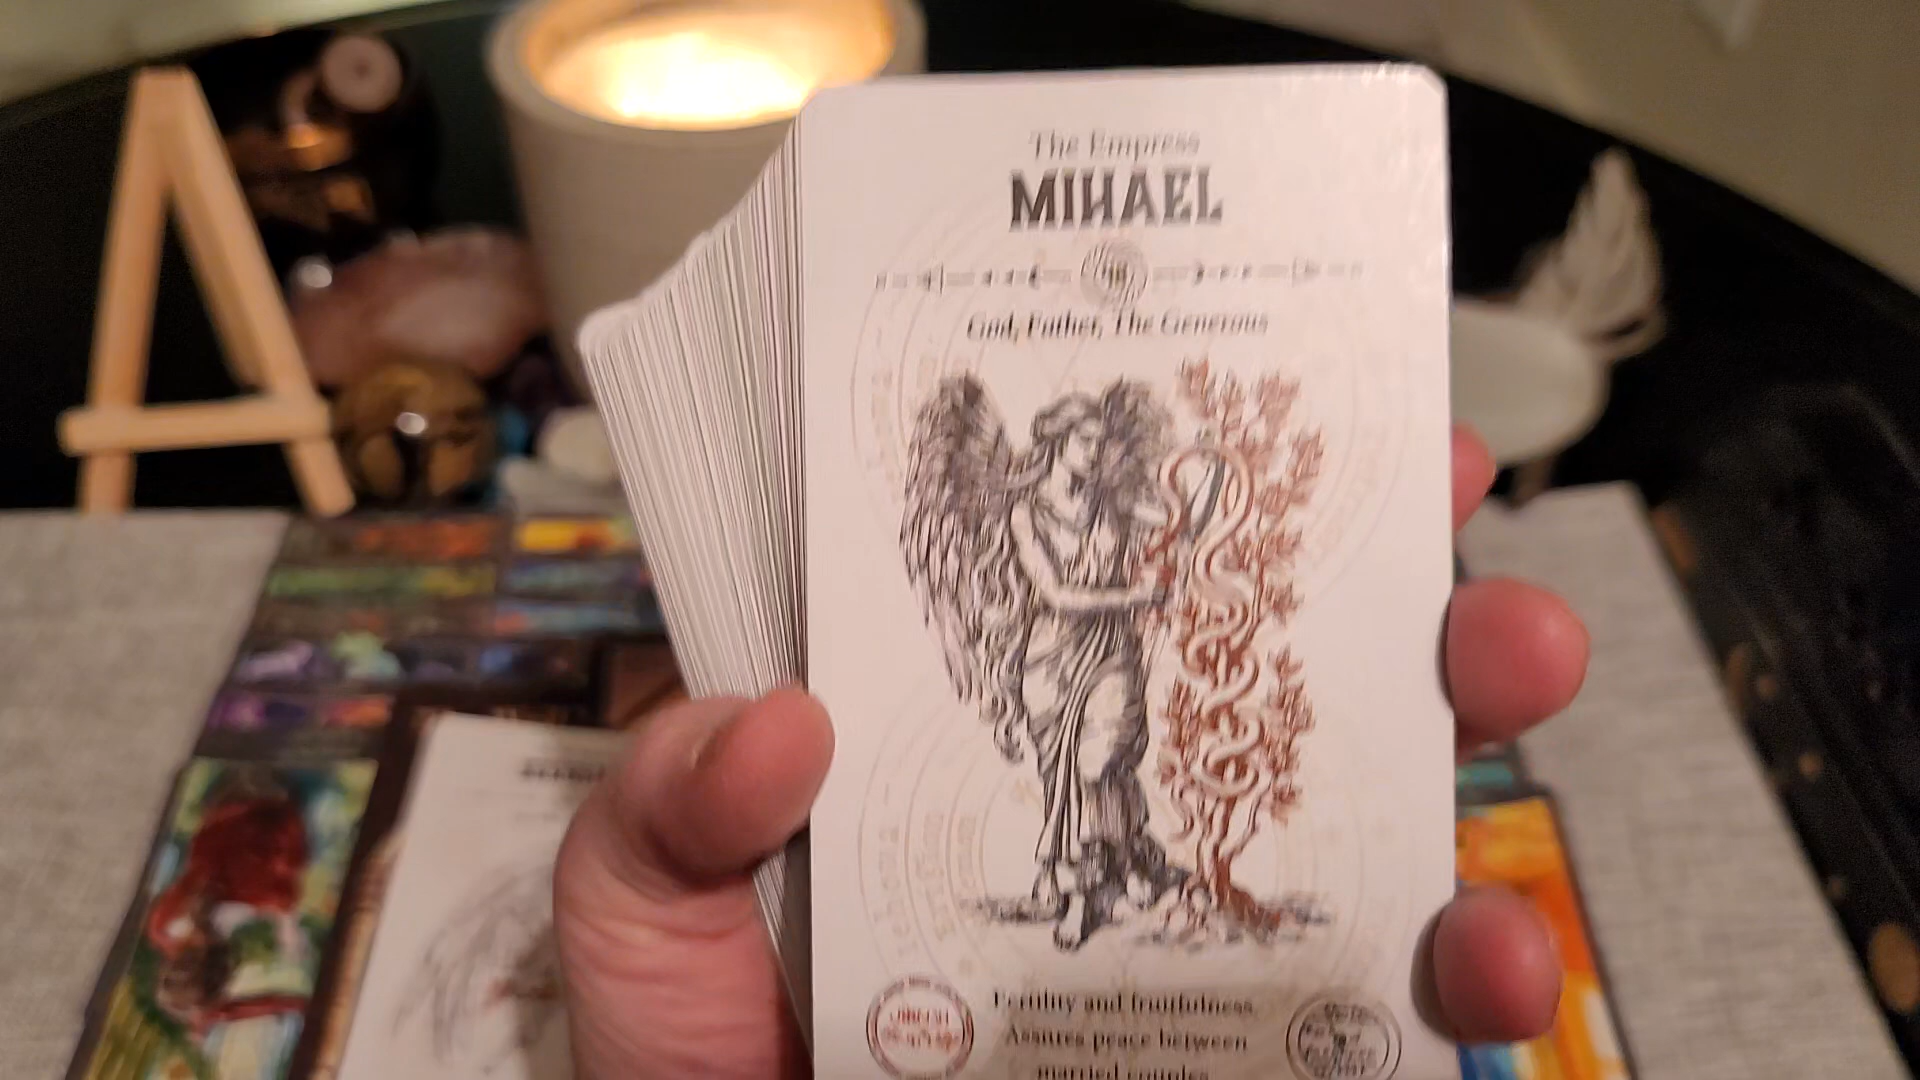 The Empress
MIHAEL
God, Father, The Generous
Fertility and fruitfulness.
Assures peace between
married couples